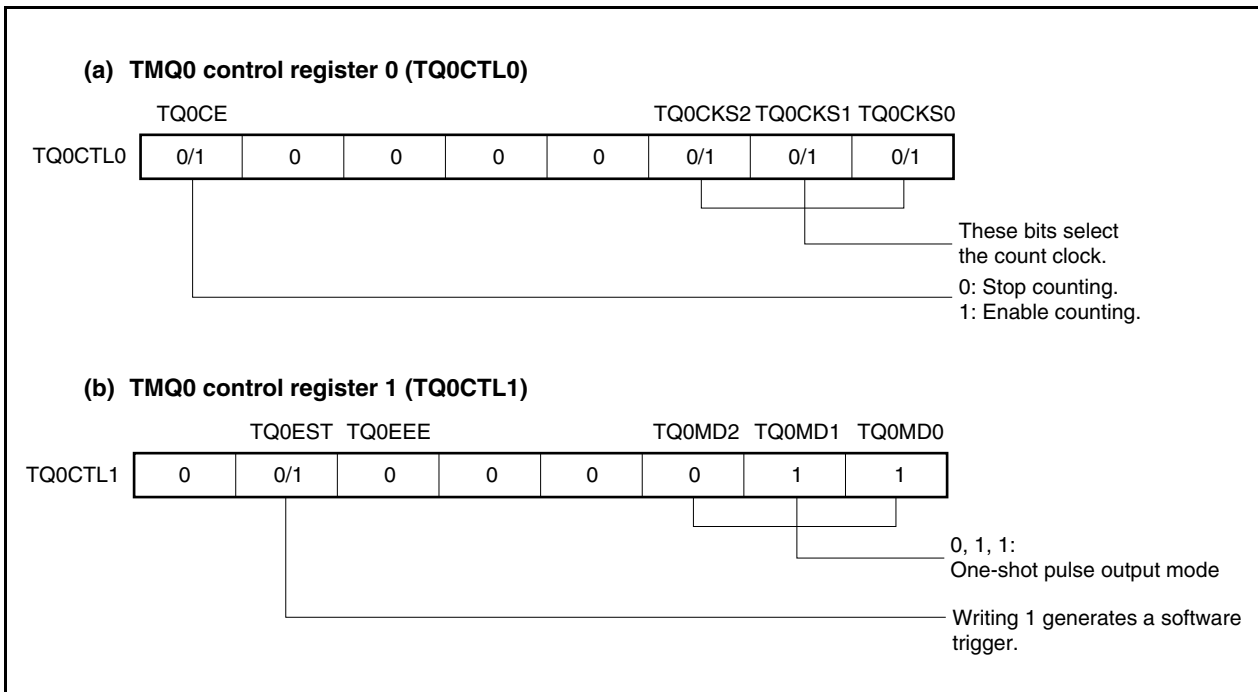 (a) TMQ0 control register 0 (TQ0CTL0)
TQ0CE TQ0CKS2 TQ0CKS1 TQ0CKS0
TQ0CTL0 0/1 0 0 0 0 0/1 0/1 0/1
These bits select
the count clock.
0: Stop counting.
1: Enable counting.
(b) TMQ0 control register 1 (TQ0CTL1)
TQ0EST TQ0EEE TQ0MD2 TQ0MD1 TQ0MD0
TQ0CTL1 0 0/1 0 0 0 0 1 1
0, 1, 1:
One-shot pulse output mode
Writing 1 generates a software
trigger.